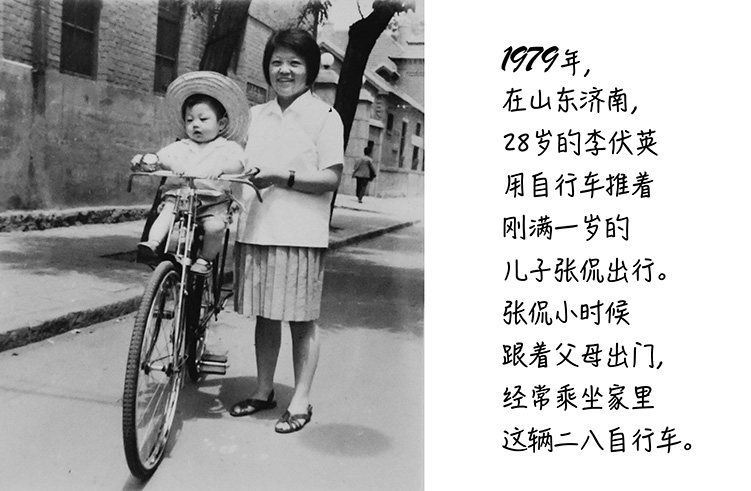 1979年,
在山东济南,
28岁的李伏英
用自行车推着
刚满一岁的
儿子张侃出行。
张侃小时候
跟着父母出门,
经常乘坐家里
这辆二八自行车。